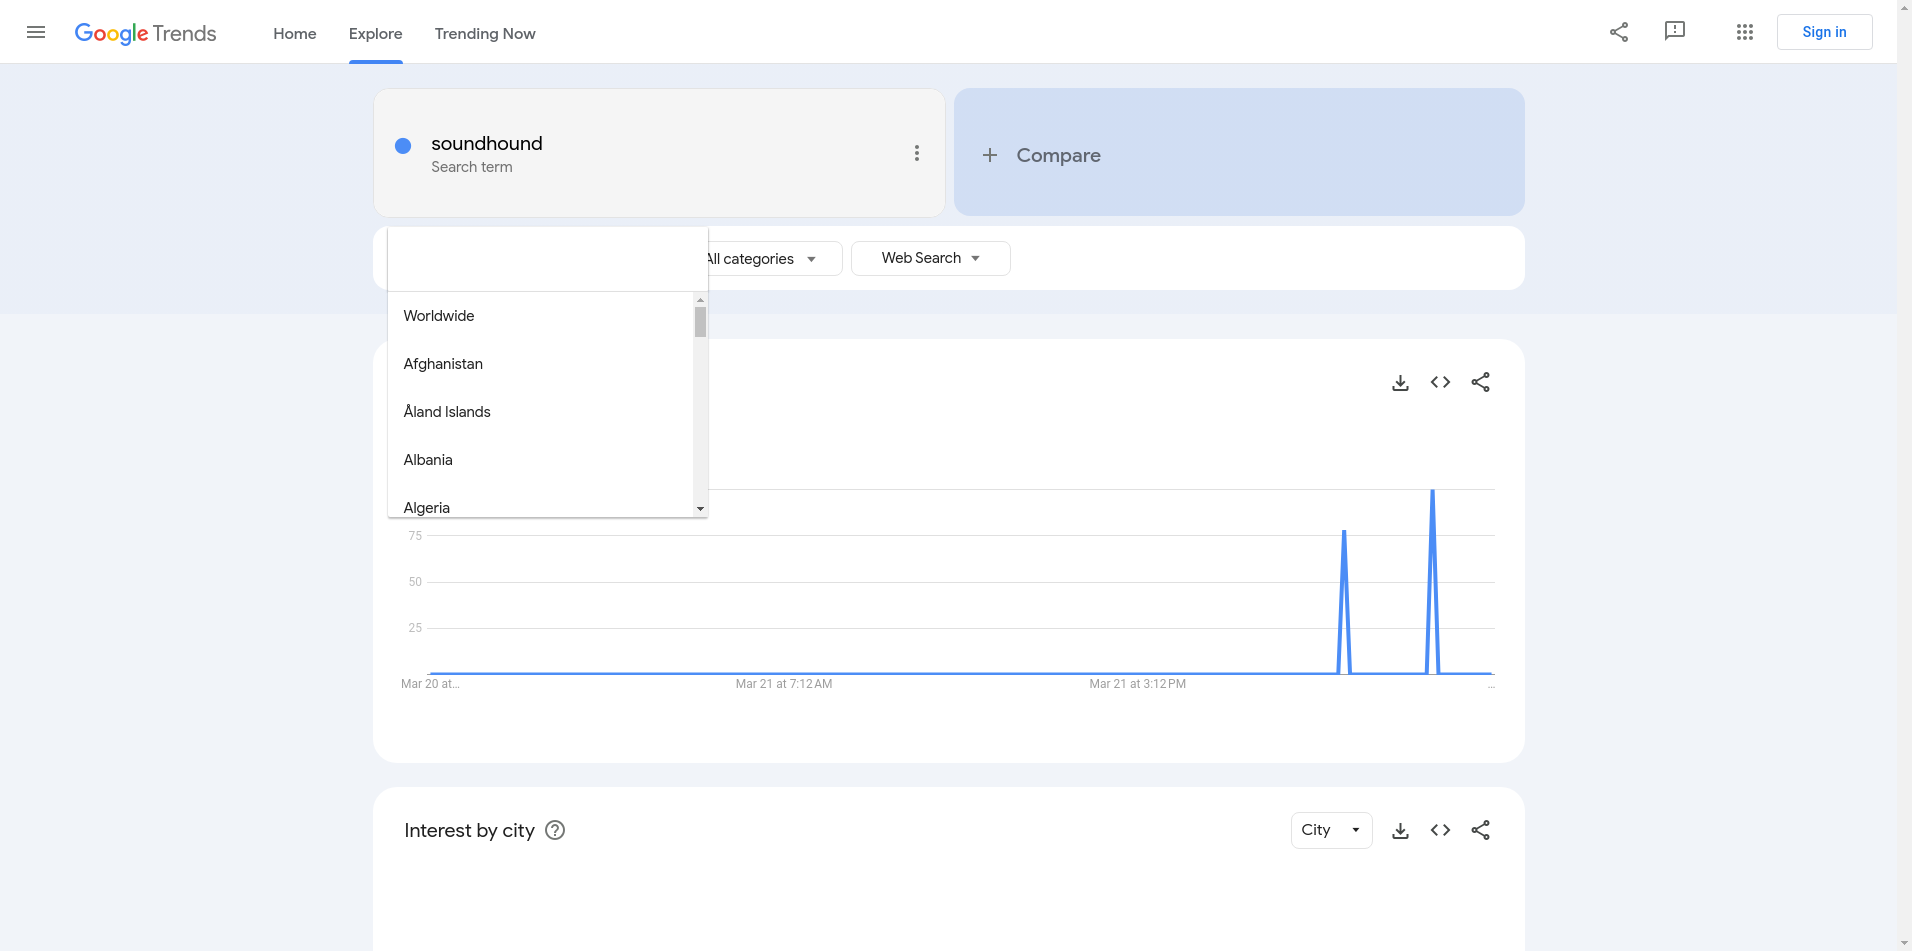 Google Trends
Home
Explore
Trending Now
Sign in
soundhound
Search term
Compare
All categories
Web Search
Worldwide
Afghanistan
Åland Islands
Albania
Algeria
75
50
25
Mar 20 at...
Mar 21 at 7:12 AM
Mar 21 at 3:12 PM
...
Interest by city
City